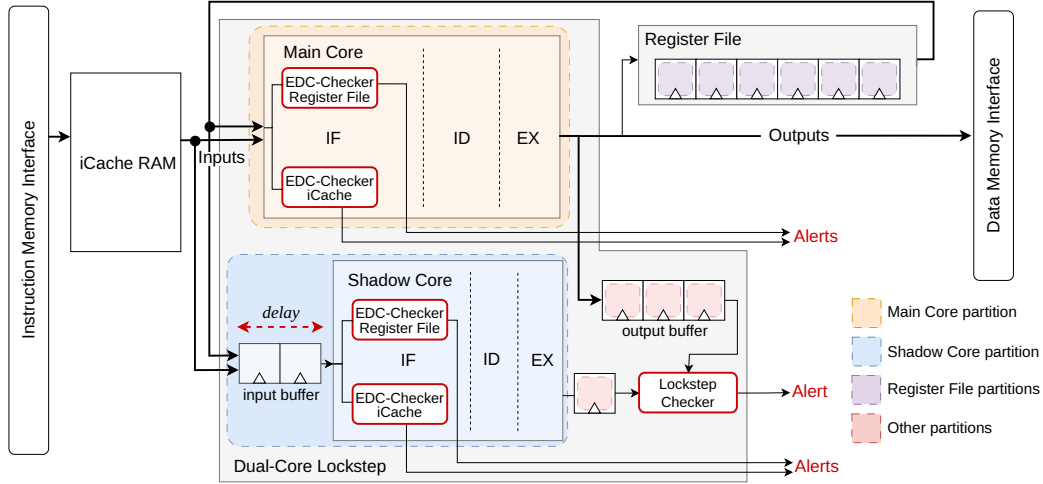 Instruction Memory Interface
iCache RAM
Inputs
Main Core
EDC-Checker
Register File
IF
ID
EX
EDC-Checker
iCache
Register File
Outputs
Data Memory Interface
Alerts
Shadow Core
delay
EDC-Checker
Register File
IF
ID
EX
input buffer
EDC-Checker
iCache
output buffer
Lockstep
Checker
Alert
Alerts
Dual-Core Lockstep
Main Core partition
Shadow Core partition
Register File partitions
Other partitions